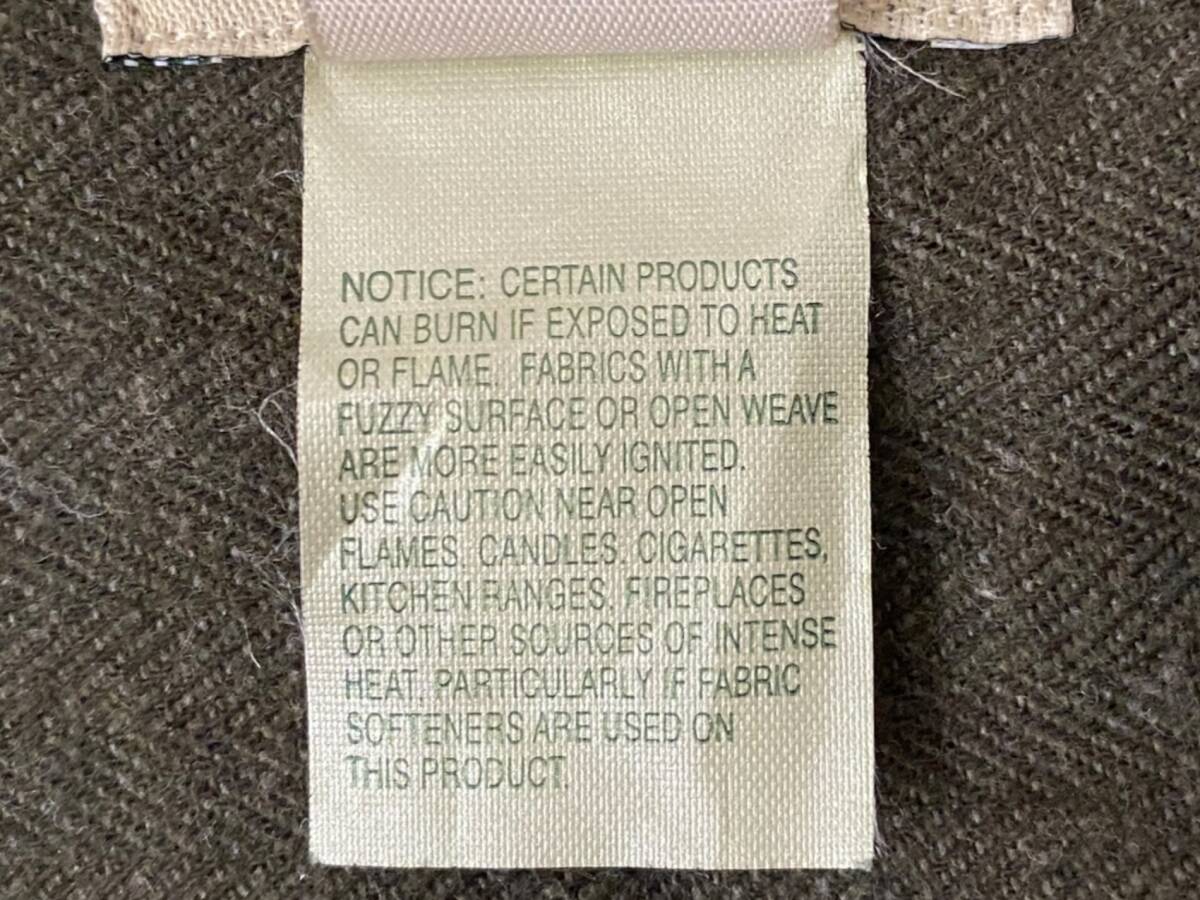 NOTICE: CERTAIN PRODUCTS
CAN BURN IF EXPOSED TO HEAT
OR FLAME. FABRICS WITH A
FUZZY SURFACE OR OPEN WEAVE
ARE MORE EASILY IGNITED.
USE CAUTION NEAR OPEN
FLAMES, CANDLES, CIGARETTES,
KITCHEN RANGES, FIREPLACES
OR OTHER SOURCES OF INTENSE
HEAT, PARTICULARLY IF FABRIC
SOFTENERS ARE USED ON
THIS PRODUCT.